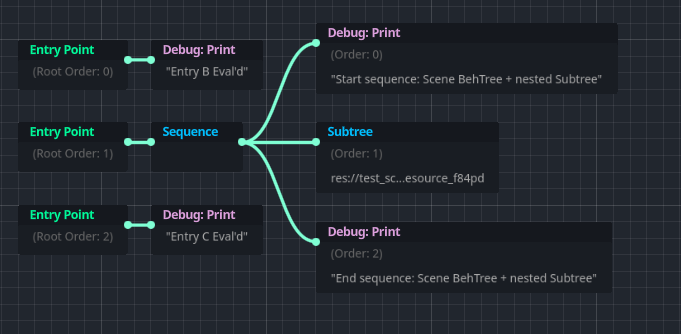 Entry Point
(Root Order: 0)
Debug: Print
"Entry B Eval'd"
Debug: Print
(Order: 0)
"Start sequence: Scene BehTree + nested Subtree"
Entry Point
(Root Order: 1)
Sequence
Subtree
(Order: 1)
res://test_sc...esource_f84pd
Entry Point
(Root Order: 2)
Debug: Print
"Entry C Eval'd"
Debug: Print
(Order: 2)
"End sequence: Scene BehTree + nested Subtree"